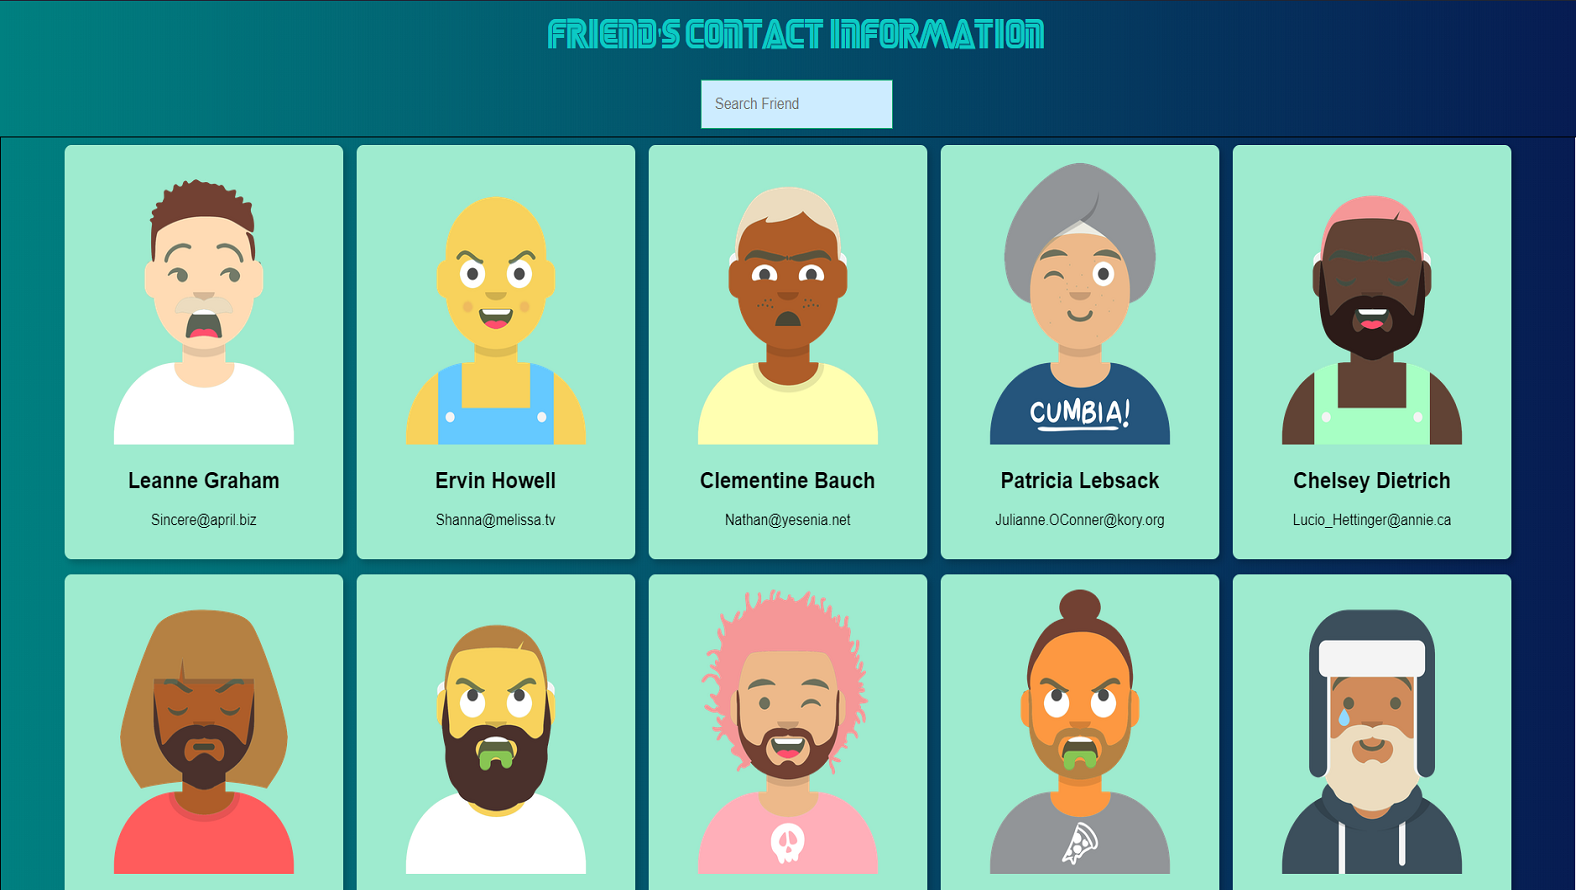 FRIEND'S CONTACT INFORMATION
Search Friend
CUMBIA!
Leanne Graham
Ervin Howell
Clementine Bauch
Patricia Lebsack
Chelsey Dietrich
Sincere@april.biz
Shanna@melissa.tv
Nathan@yesenia.net
Julianne.OConner@kory.org
Lucio_Hettinger@annie.ca